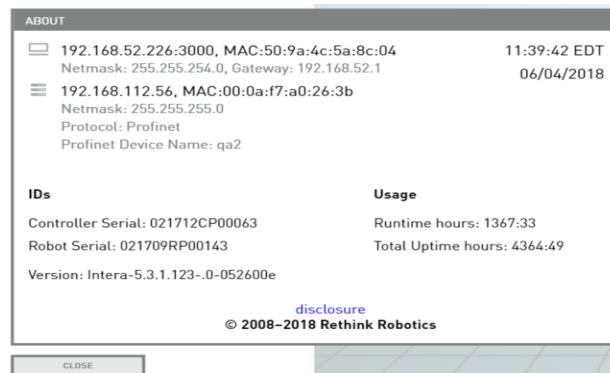 ABOUT
192.168.52.226:3000, MAC:50:9a:4c:5a:8c:04
11:39:42 EDT
Netmask: 255.255.254.0, Gateway: 192.168.52.1
06/04/2018
192.168.112.56, MAC:00:0a:f7:a0:26:3b
Netmask: 255.255.255.0
Protocol: Profinet
Profinet Device Name: qa2
IDs
Usage
Controller Serial: 021712CP00063
Runtime hours: 1367:33
Robot Serial: 021709RP00143
Total Uptime hours: 4364:49
Version: Intera-5.3.1.123-.0-052600e
disclosure
© 2008–2018 Rethink Robotics
CLOSE